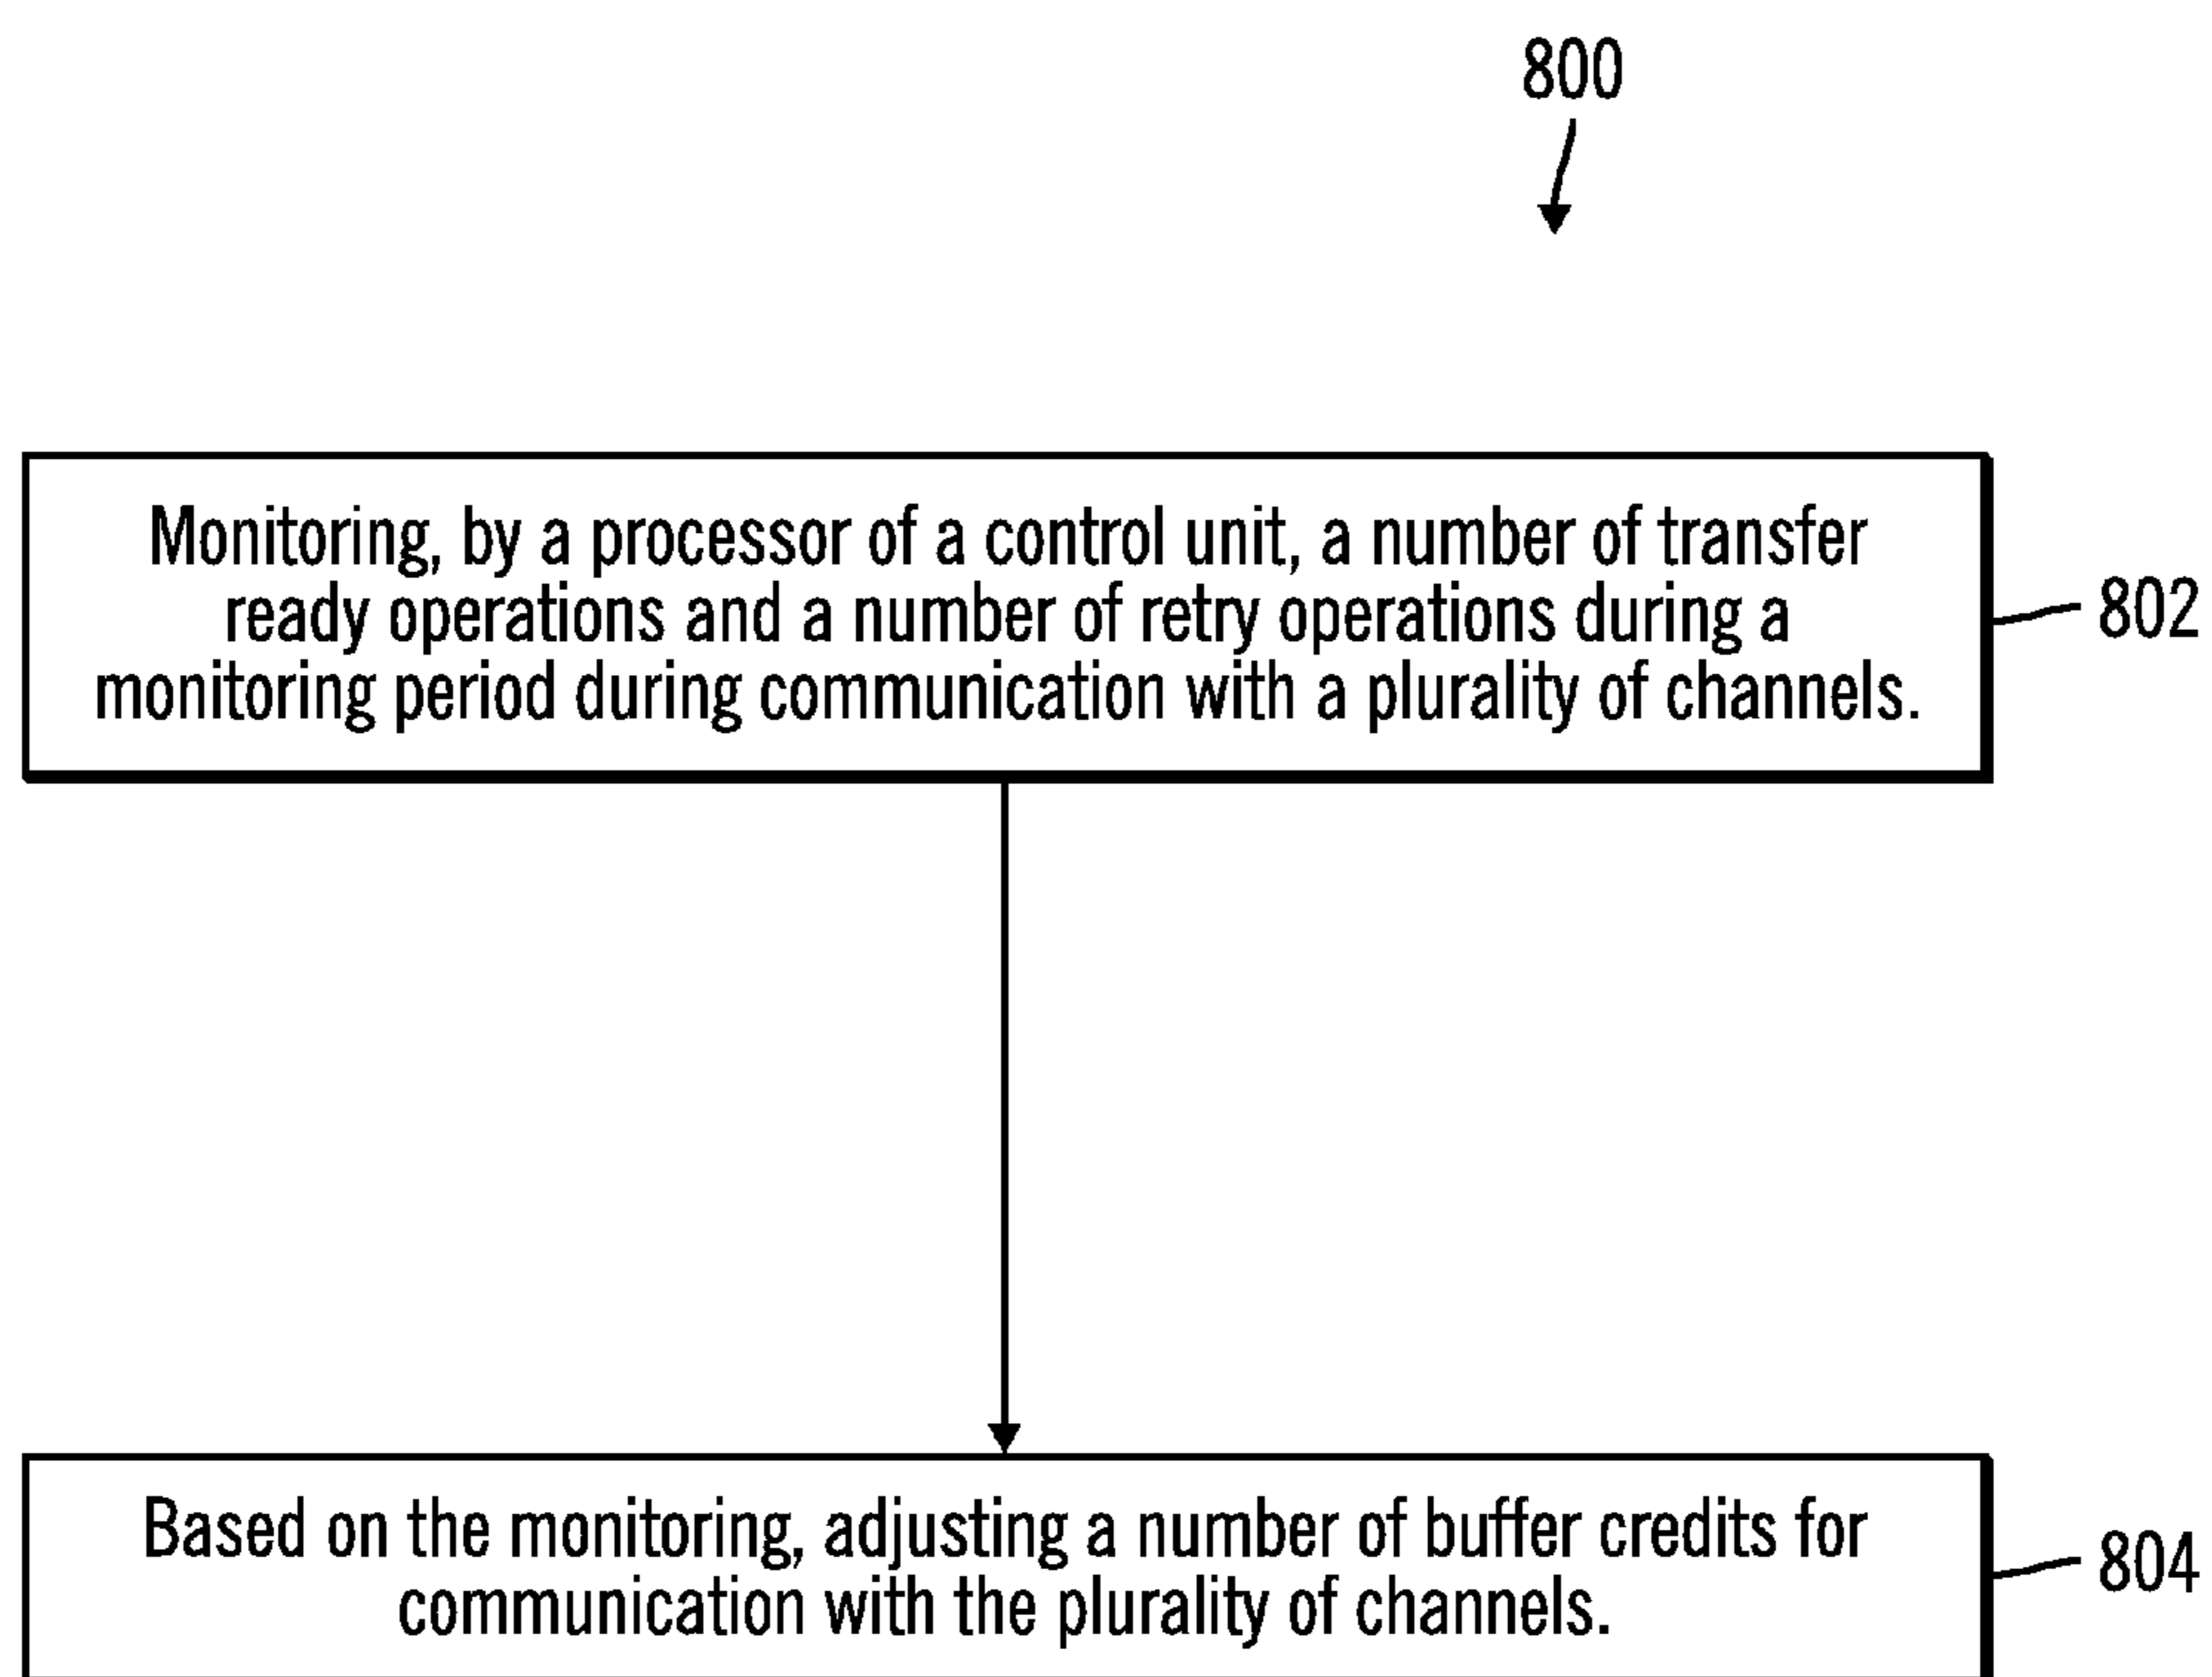 800
Monitoring, by a processor of a control unit, a number of transfer
ready operations and a number of retry operations during a
monitoring period during communication with a plurality of channels.
802
Based on the monitoring, adjusting a number of buffer credits for
communication with the plurality of channels.
804